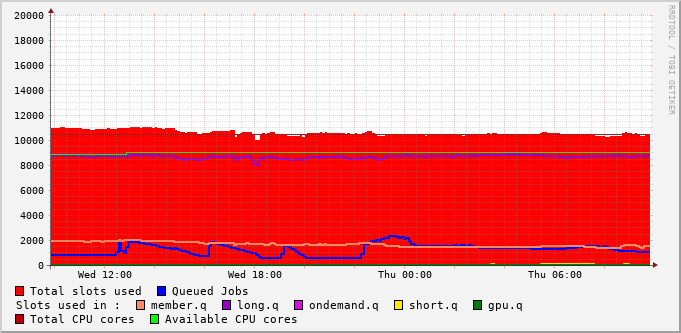 20000
18000
16000
14000
12000
10000
8000
6000
4000
2000
0
Wed 12:00 Wed 18:00 Thu 00:00 Thu 06:00
RRDTOOL / TOBI OETIKER
Total slots used Queued Jobs
Slots used in : member.q long.q ondemand.q short.q gpu.q
Total CPU cores Available CPU cores